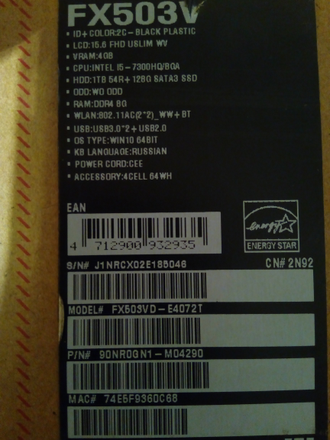 FX503V
• ID+COLOR:2C-BLACK PLASTIC
• LCD:15.6 FHD USLIM WV
• VRAM:4GB
• CPU:INTEL I5-7300HQ/BGA
• HDD:1TB 54R+128G SATA3 SSD
• ODD:WO ODD
• RAM:DDR4 8G
• WLAN:802.11AC(2*2)_WW+BT
• USB:USB3.0*2+USB2.0
• OS TYPE:WIN10 64BIT
• KB LANGUAGE:RUSSIAN
• POWER CORD:CEE
• ACCESSORY:4CELL 64WH
EAN
4 712900 932935
energy
ENERGY STAR
S/N# J1NRCX02E185046
CN# 2N92
MODEL# FX503VD-E4072T
P/N# 90NR0GN1-M04290
MAC# 74E5F9360C68